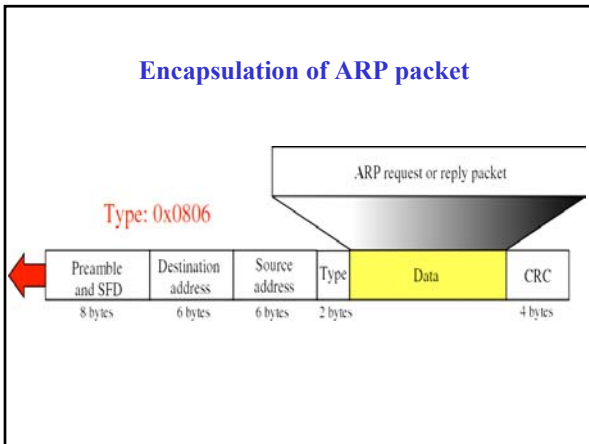 Encapsulation of ARP packet
ARP request or reply packet
Type: 0x0806
Preamble
and SFD
Destination
address
Source
address
Type
Data
CRC
8 bytes
6 bytes
6 bytes
2 bytes
4 bytes